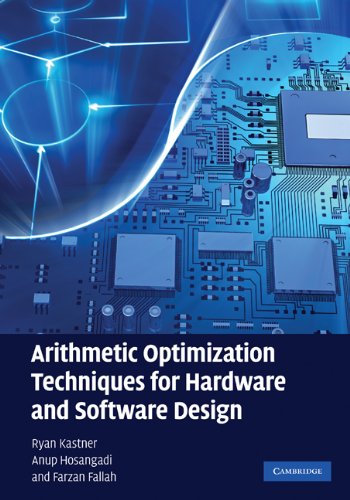 Arithmetic Optimization
Techniques for Hardware
and Software Design
Ryan Kastner
Anup Hosangadi
and Farzan Fallah
CAMBRIDGE